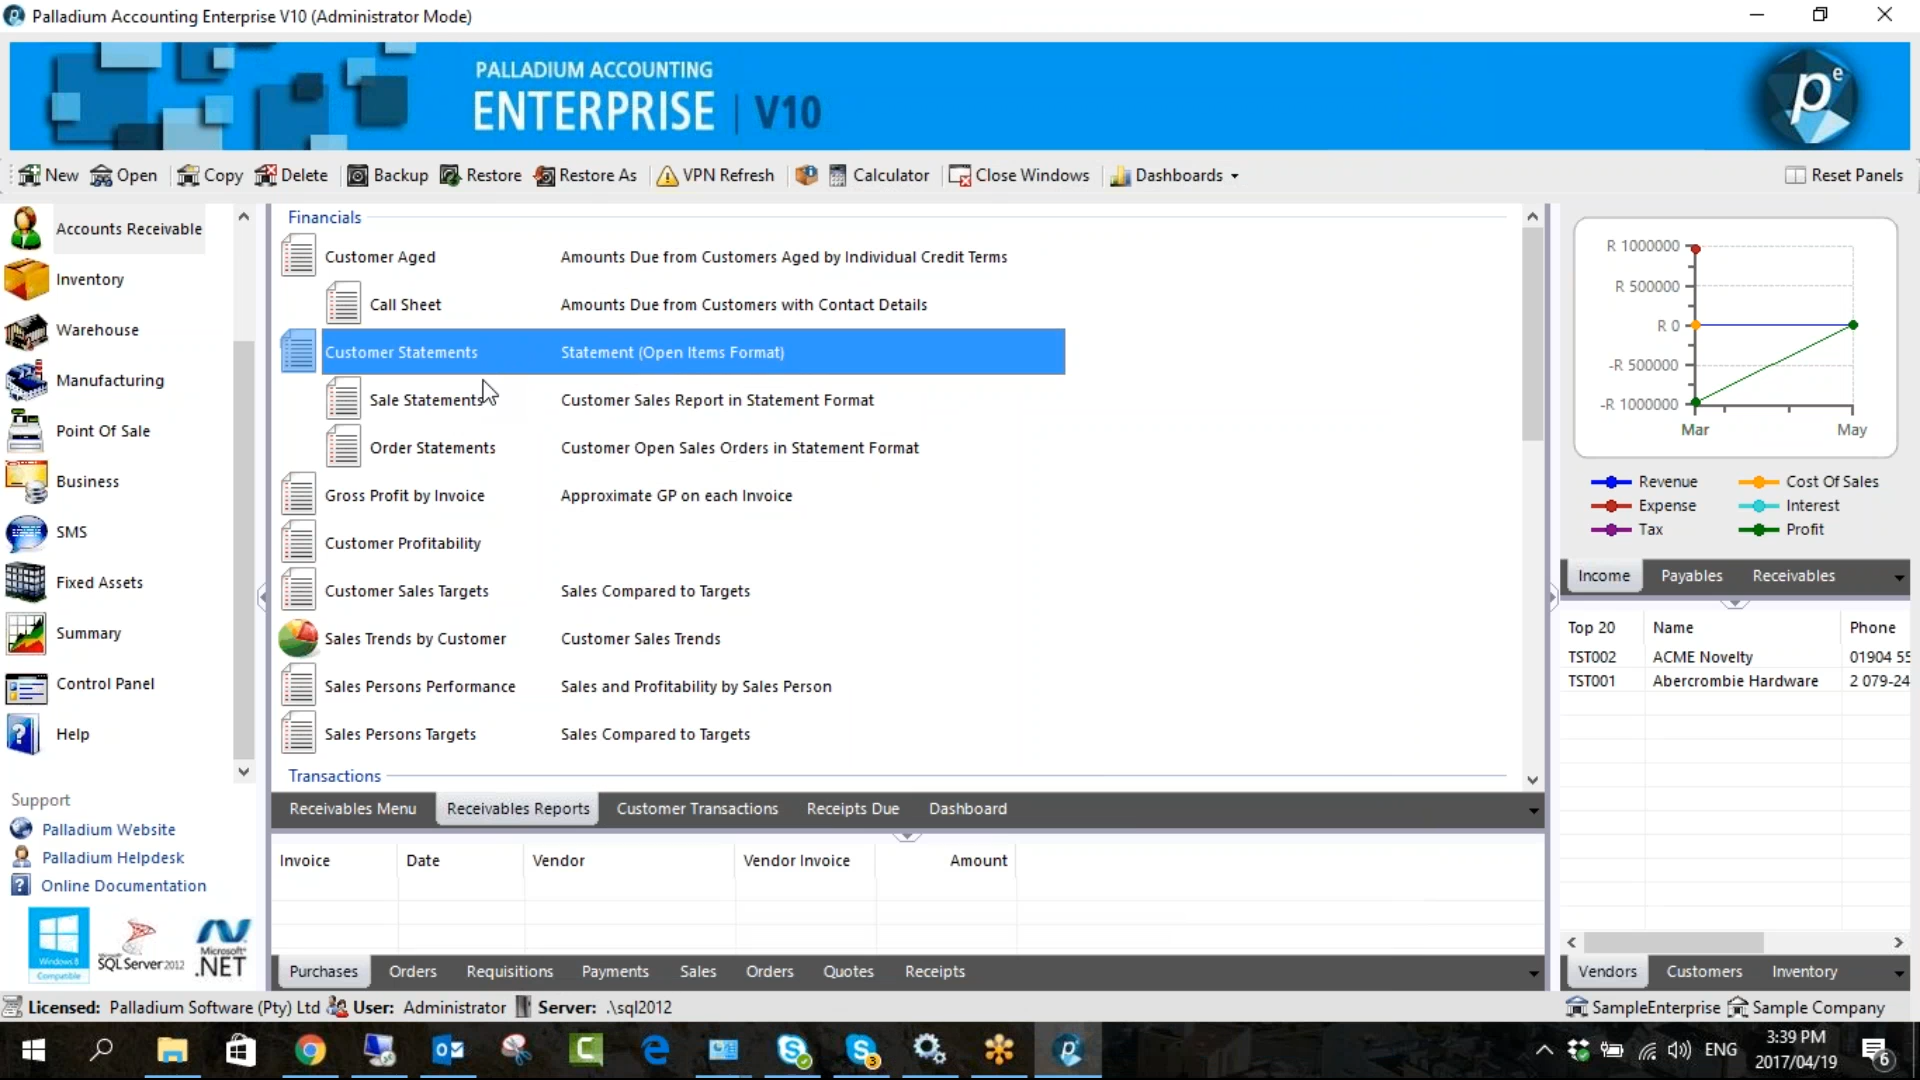 Palladium Accounting Enterprise V10 (Administrator Mode)
PALLADIUM ACCOUNTING
ENTERPRISE | V10
pe
New Open Copy Delete Backup Restore Restore As VPN Refresh Calculator Close Windows Dashboards Reset Panels
Accounts Receivable
Inventory
Warehouse
Manufacturing
Point Of Sale
Business
SMS
Fixed Assets
Summary
Control Panel
Help
Support
Palladium Website
Palladium Helpdesk
Online Documentation
Windows 8
Compatible
SQL Server 2012
Microsoft
.NET
Financials
Customer Aged Amounts Due from Customers Aged by Individual Credit Terms
Call Sheet Amounts Due from Customers with Contact Details
Customer Statements Statement (Open Items Format)
Sale Statements Customer Sales Report in Statement Format
Order Statements Customer Open Sales Orders in Statement Format
Gross Profit by Invoice Approximate GP on each Invoice
Customer Profitability
Customer Sales Targets Sales Compared to Targets
Sales Trends by Customer Customer Sales Trends
Sales Persons Performance Sales and Profitability by Sales Person
Sales Persons Targets Sales Compared to Targets
Transactions
Receivables Menu Receivables Reports Customer Transactions Receipts Due Dashboard
Invoice Date Vendor Vendor Invoice Amount
Purchases Orders Requisitions Payments Sales Orders Quotes Receipts
R 1000000
R 500000
R 0
-R 500000
-R 1000000
Mar May
Revenue Cost Of Sales
Expense Interest
Tax Profit
Income Payables Receivables
Top 20 Name Phone
TST002 ACME Novelty 01904 55
TST001 Abercrombie Hardware 2 079-24
Vendors Customers Inventory
Licensed: Palladium Software (Pty) Ltd User: Administrator Server: .\sql2012 SampleEnterprise Sample Company
3
ENG
3:39 PM
2017/04/19
6